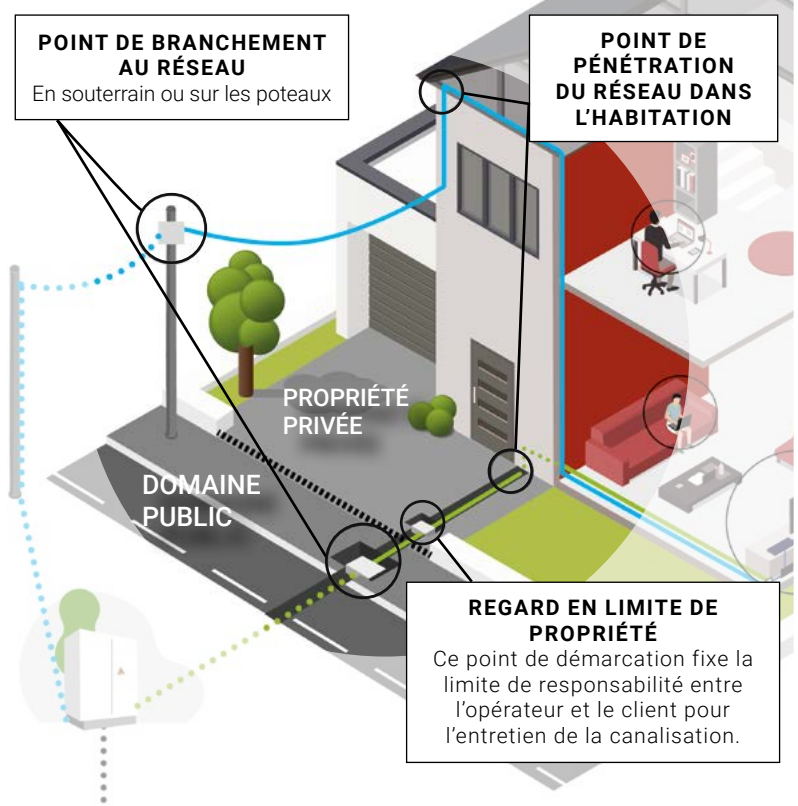 POINT DE BRANCHEMENT
AU RÉSEAU
En souterrain ou sur les poteaux
POINT DE
PÉNÉTRATION
DU RÉSEAU DANS
L’HABITATION
PROPRIÉTÉ
PRIVÉE
DOMAINE
PUBLIC
REGARD EN LIMITE DE
PROPRIÉTÉ
Ce point de démarcation fixe la
limite de responsabilité entre
l’opérateur et le client pour
l’entretien de la canalisation.